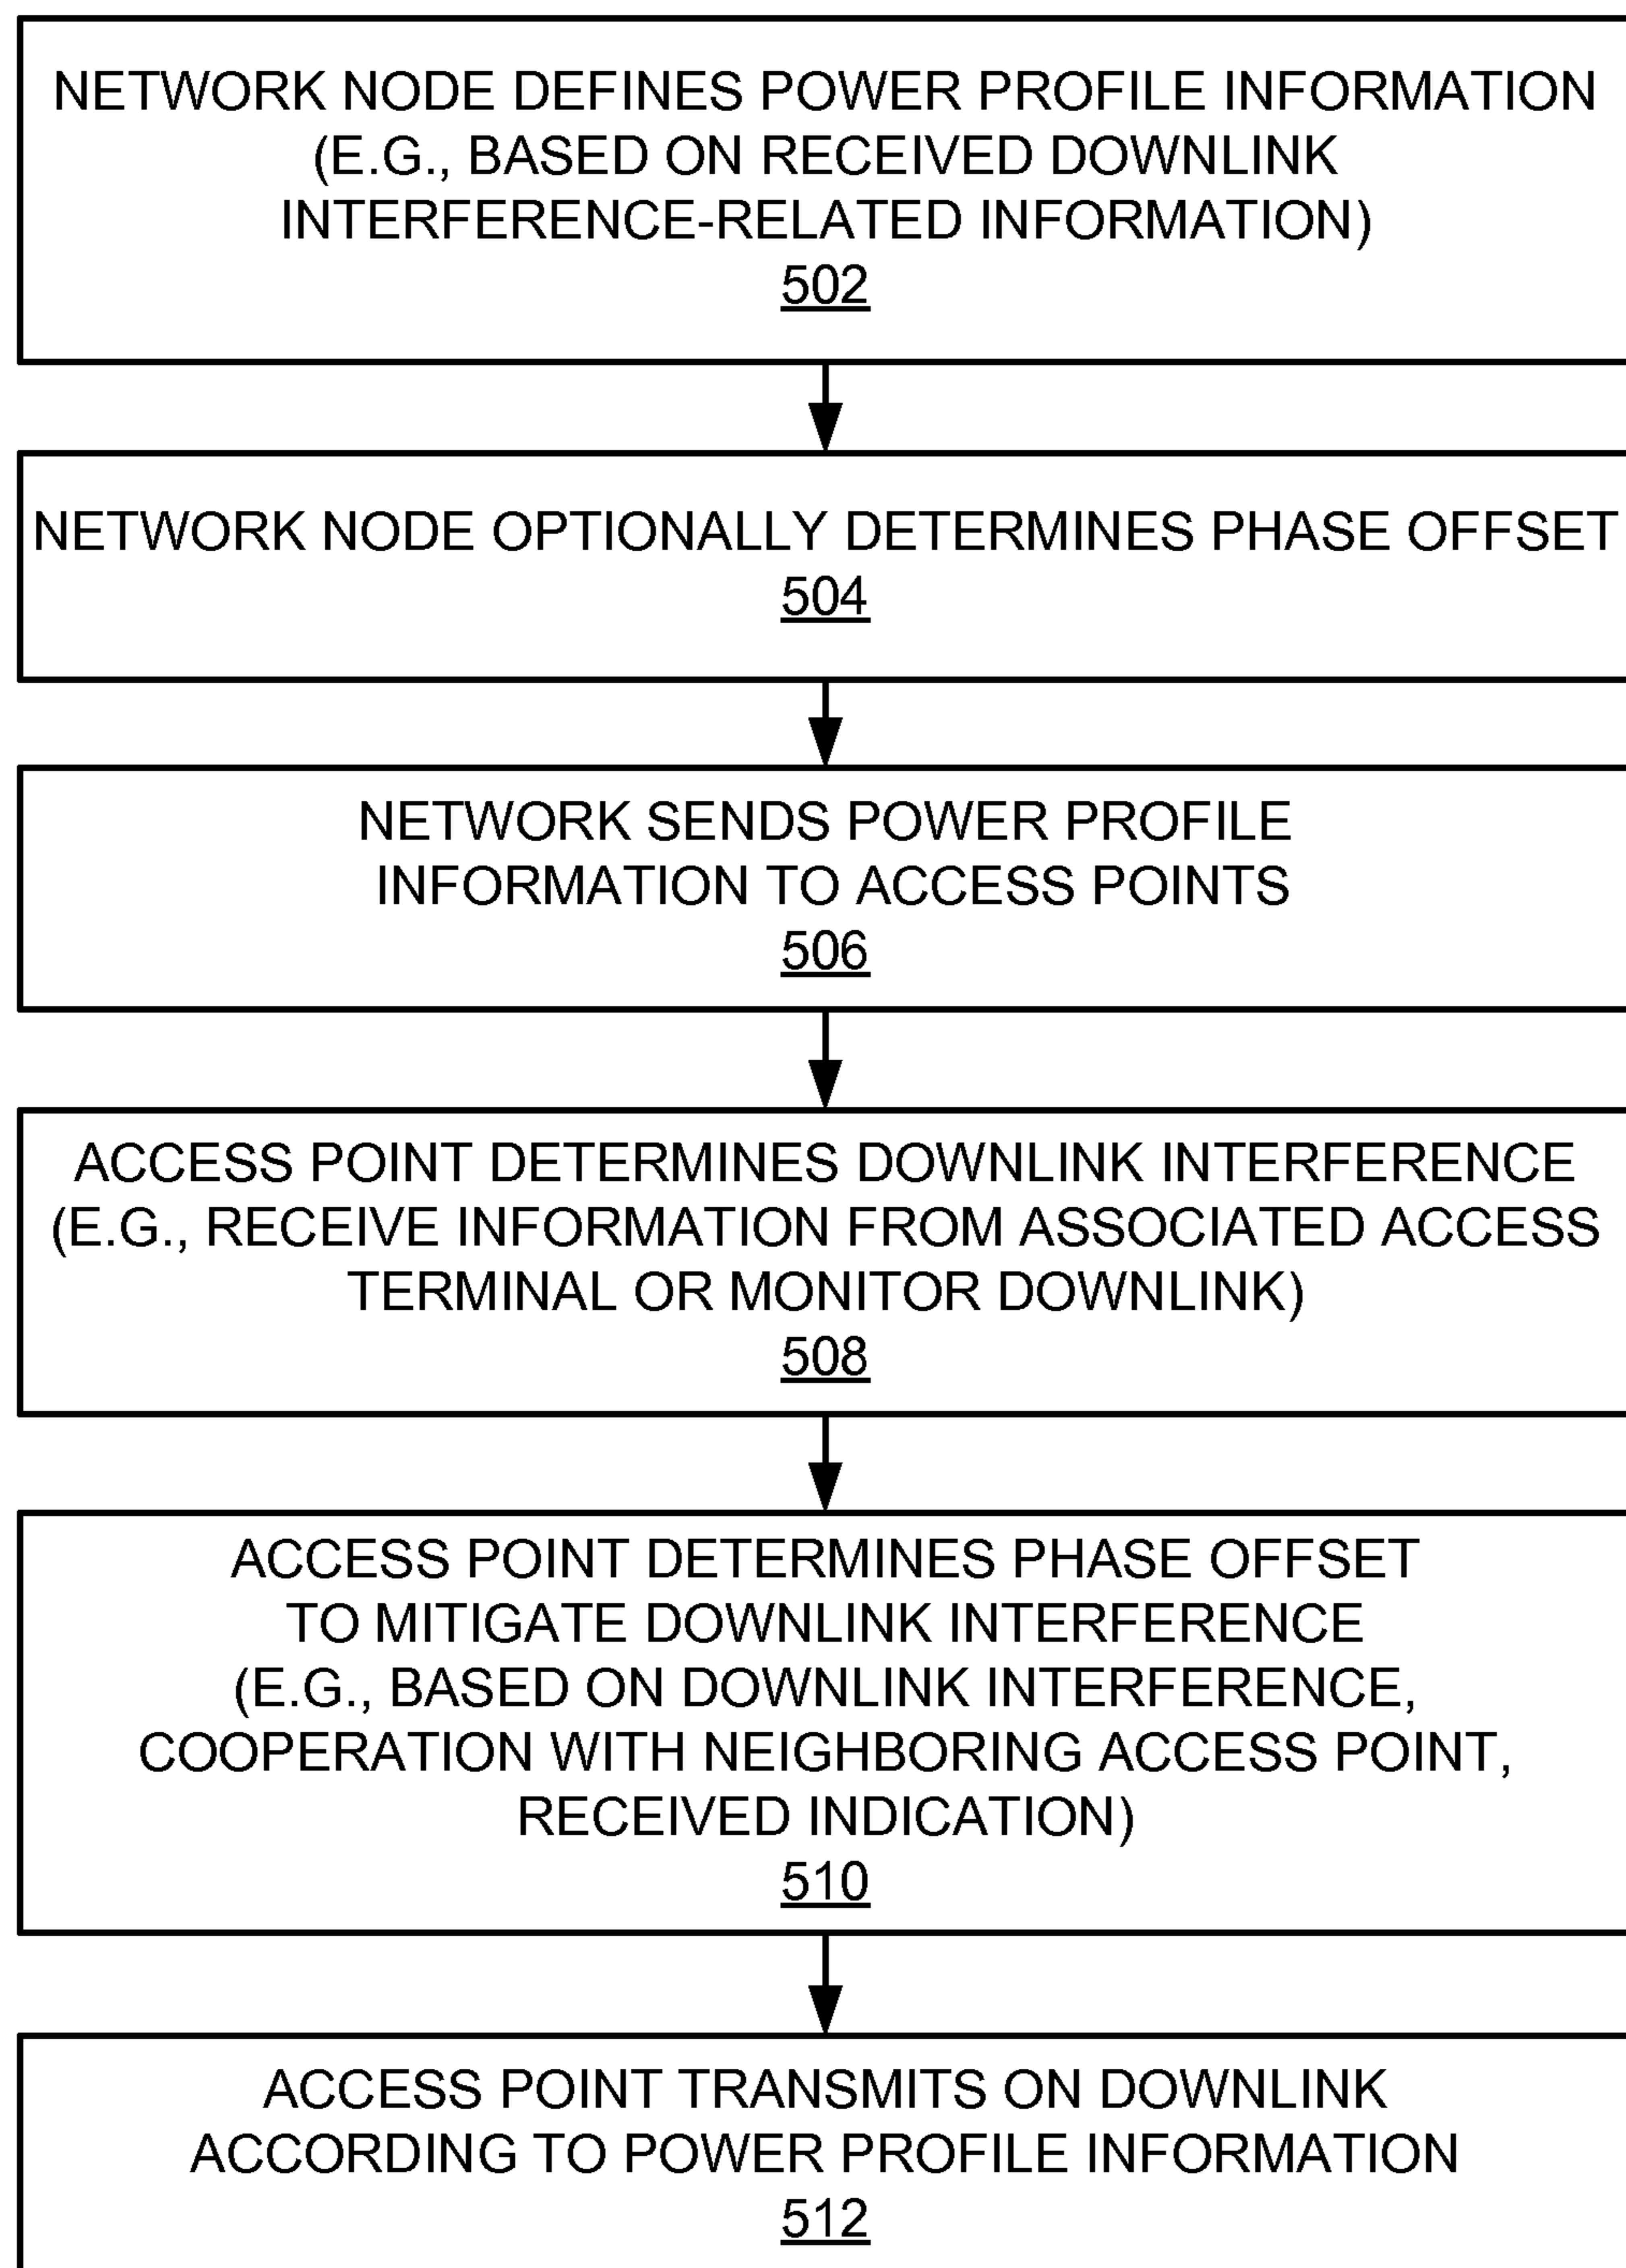 NETWORK NODE DEFINES POWER PROFILE INFORMATION
(E.G., BASED ON RECEIVED DOWNLINK
INTERFERENCE-RELATED INFORMATION)
502
NETWORK NODE OPTIONALLY DETERMINES PHASE OFFSET
504
NETWORK SENDS POWER PROFILE
INFORMATION TO ACCESS POINTS
506
ACCESS POINT DETERMINES DOWNLINK INTERFERENCE
(E.G., RECEIVE INFORMATION FROM ASSOCIATED ACCESS
TERMINAL OR MONITOR DOWNLINK)
508
ACCESS POINT DETERMINES PHASE OFFSET
TO MITIGATE DOWNLINK INTERFERENCE
(E.G., BASED ON DOWNLINK INTERFERENCE,
COOPERATION WITH NEIGHBORING ACCESS POINT,
RECEIVED INDICATION)
510
ACCESS POINT TRANSMITS ON DOWNLINK
ACCORDING TO POWER PROFILE INFORMATION
512